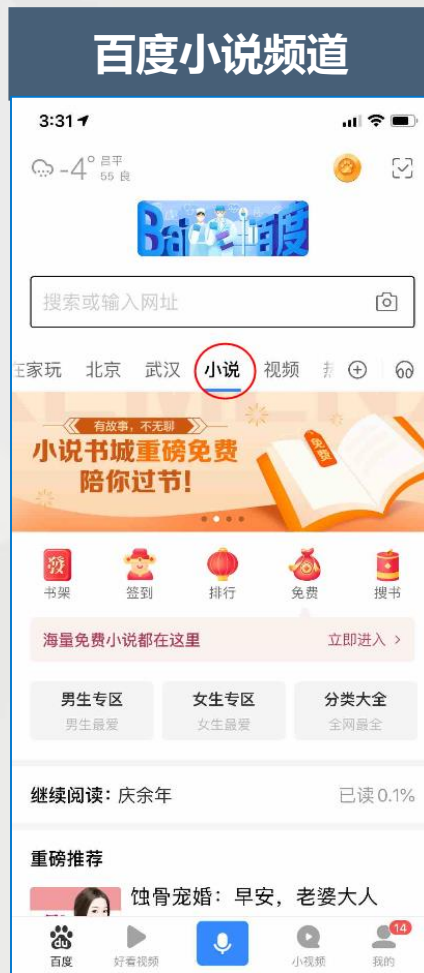 百度小说频道
3:31
-4° 昌平
55 良
Bai 百度
搜索或输入网址
在家玩 北京 武汉 小说 视频
有故事，不无聊
小说书城重磅免费
陪你过节!
免费
發
书架 签到 排行 免费 搜书
海量免费小说都在这里 立即进入 >
男生专区 女生专区 分类大全
男生最爱 女生最爱 全网最全
继续阅读：庆余年 已读0.1%
重磅推荐
蚀骨宠婚：早安，老婆大人
du
14
百度 好看视频 小视频 我的